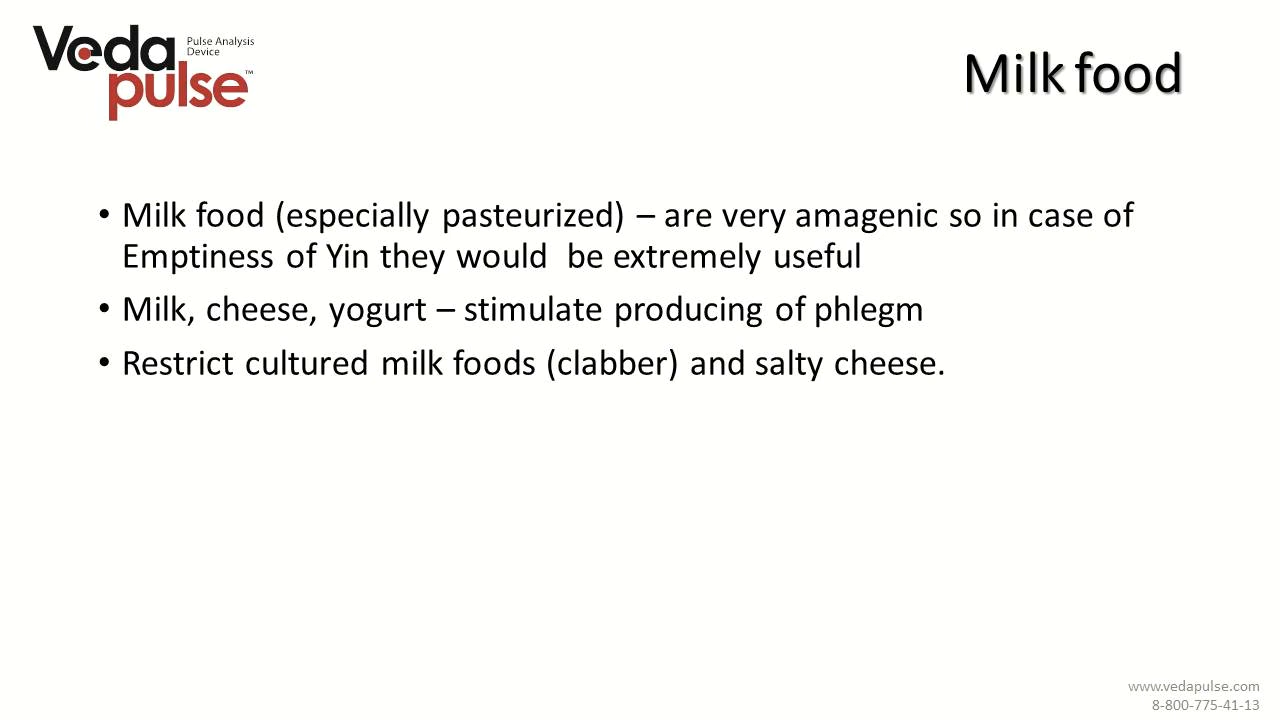 Veda
pulse™
Pulse Analysis
Device
Milk food
• Milk food (especially pasteurized) – are very amagenic so in case of
Emptiness of Yin they would  be extremely useful
• Milk, cheese, yogurt – stimulate producing of phlegm
• Restrict cultured milk foods (clabber) and salty cheese.
www.vedapulse.com
8-800-775-41-13